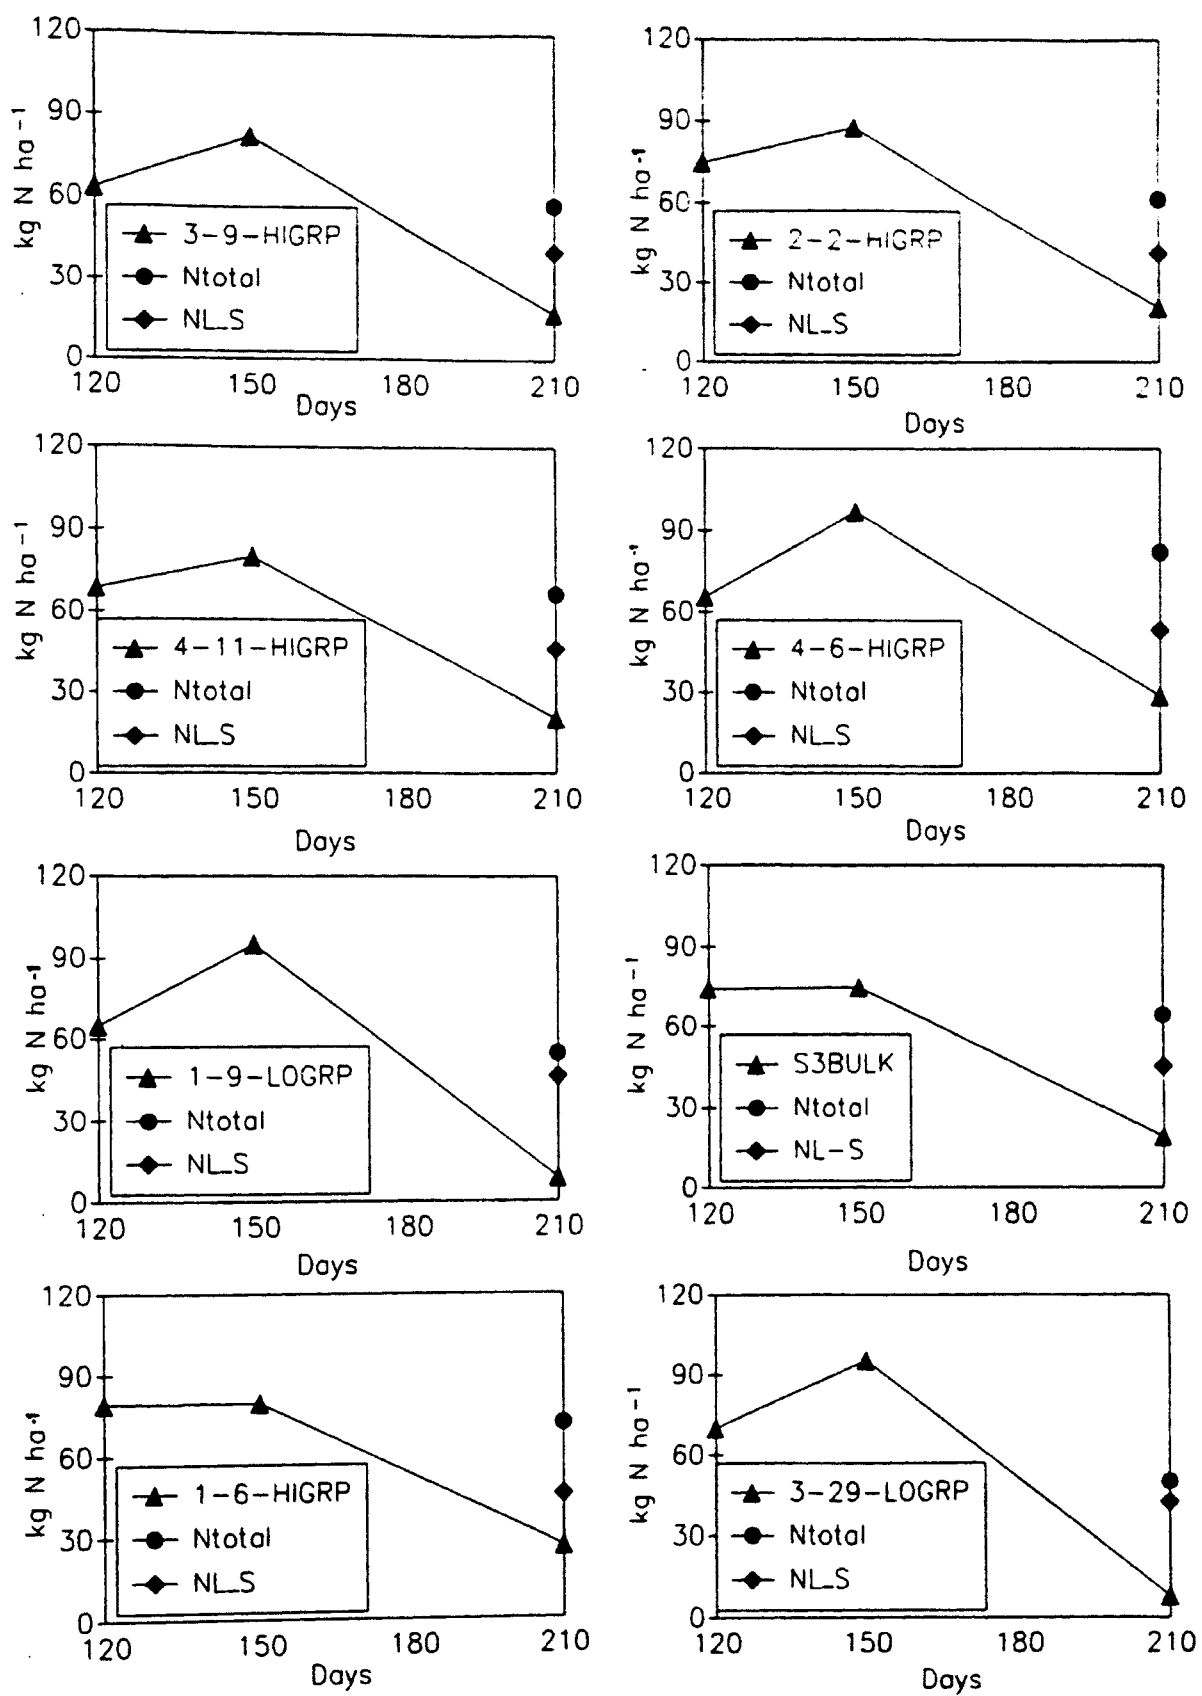 120
90
60
30
0
kg N ha⁻¹
3-9-HIGRP
Ntotal
NL_S
120 150 180 210
Days
120
90
60
30
0
kg N ha⁻¹
2-2-HIGRP
Ntotal
NL_S
120 150 180 210
Days
120
90
60
30
0
kg N ha⁻¹
4-11-HIGRP
Ntotal
NL_S
120 150 180 210
Days
120
90
60
30
0
kg N ha⁻¹
4-6-HIGRP
Ntotal
NL_S
120 150 180 210
Days
120
90
60
30
0
kg N ha⁻¹
1-9-LOGRP
Ntotal
NL_S
120 150 180 210
Days
120
90
60
30
0
kg N ha⁻¹
S3BULK
Ntotal
NL-S
120 150 180 210
Days
120
90
60
30
0
kg N ha⁻¹
1-6-HIGRP
Ntotal
NL_S
120 150 180 210
Days
120
90
60
30
0
kg N ha⁻¹
3-29-LOGRP
Ntotal
NL_S
120 150 180 210
Days